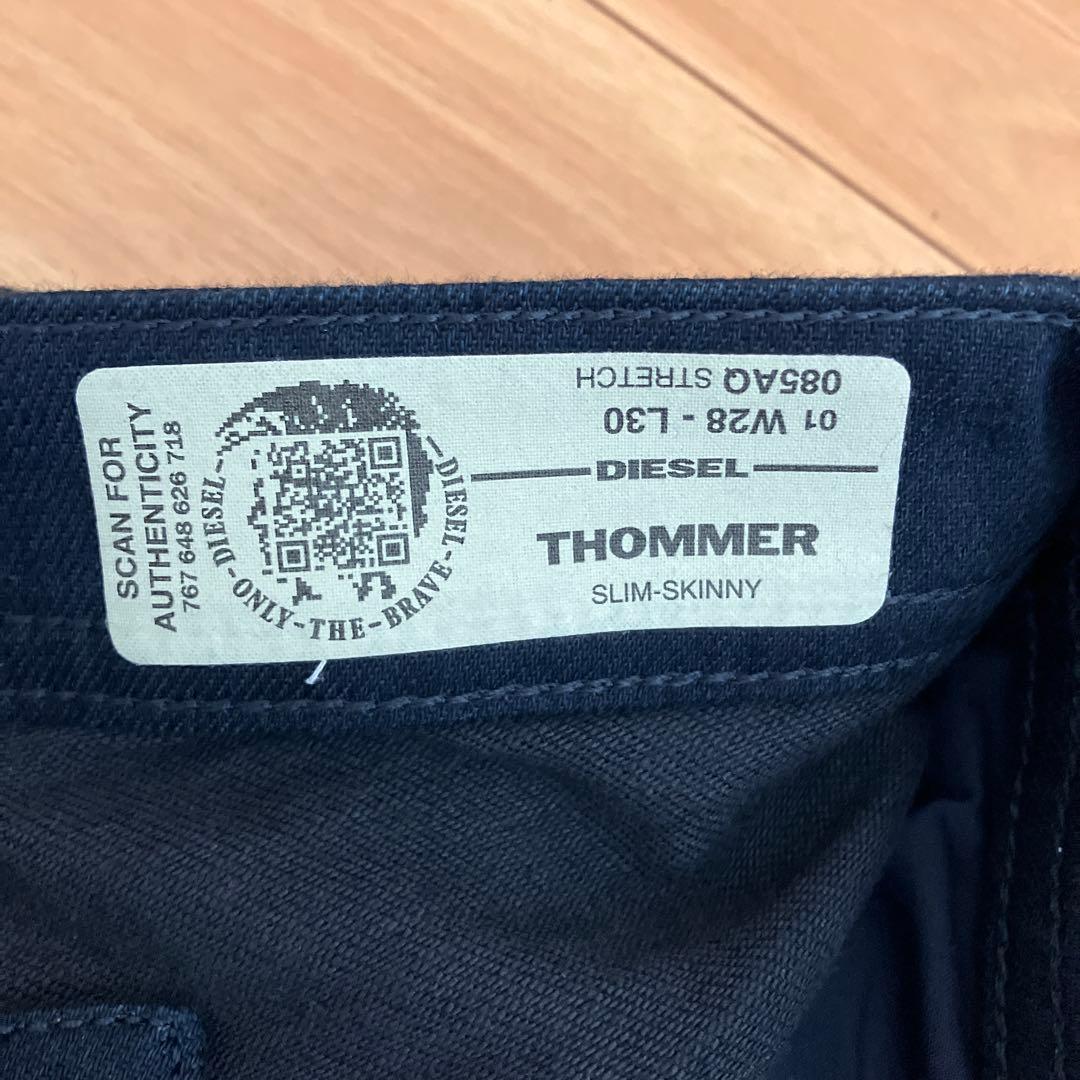 SCAN FOR
AUTHENTICITY
767 648 626 718
DIESEL-ONLY-THE-BRAVE-DIESEL-
085AQ STRETCH
01 W28 - L30
DIESEL
THOMMER
SLIM-SKINNY